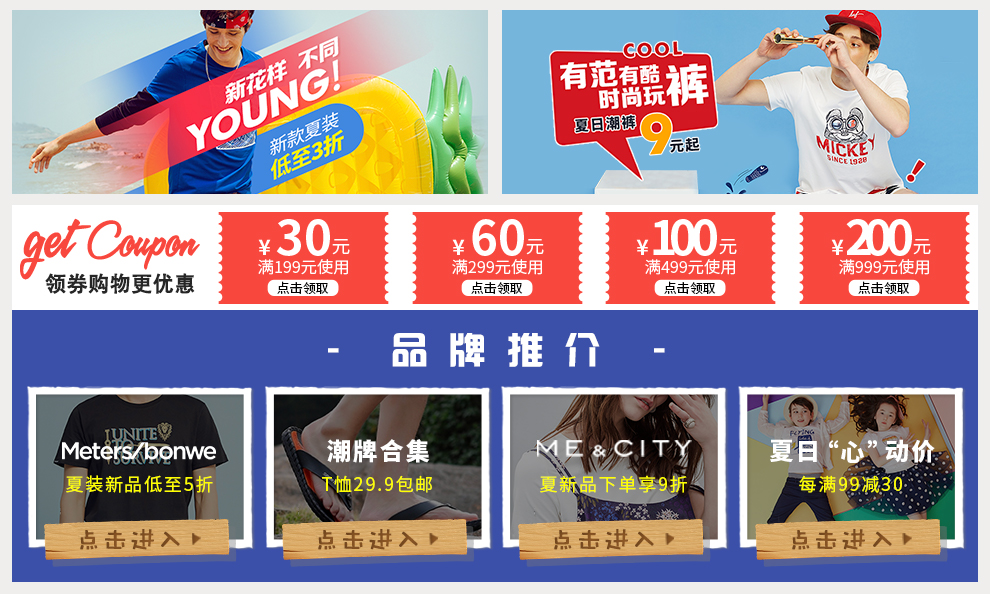 新花样 不同
YOUNG!
新款夏装
低至3折
COOL
有范有酷
时尚玩裤
夏日潮裤9元起
MICKEY
SINCE 1928
get Coupon
领券购物更优惠
¥30元
满199元使用
点击领取
¥60元
满299元使用
点击领取
¥100元
满499元使用
点击领取
¥200元
满999元使用
点击领取
- 品牌推介 -
UNITE
Meters/bonwe
夏装新品低至5折
点击进入
潮牌合集
T恤29.9包邮
点击进入
ME&CITY
夏新品下单享9折
点击进入
夏日“心”动价
每满99减30
点击进入